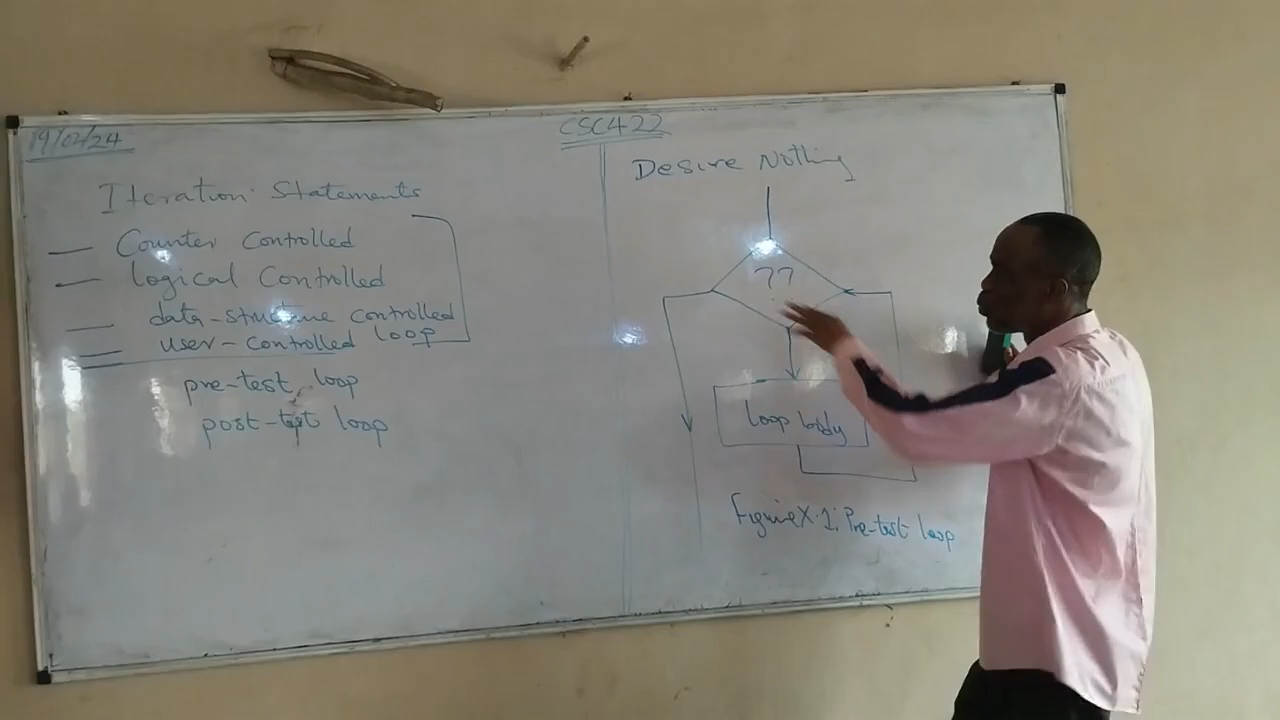 19/02/24
CSC422
Iteration Statements
Counter Controlled
logical Controlled
data-structure controlled
user-controlled loop
pre-test loop
post-test loop
Desire Nothing
??
loop body
Figure X.1: Pre-test loop